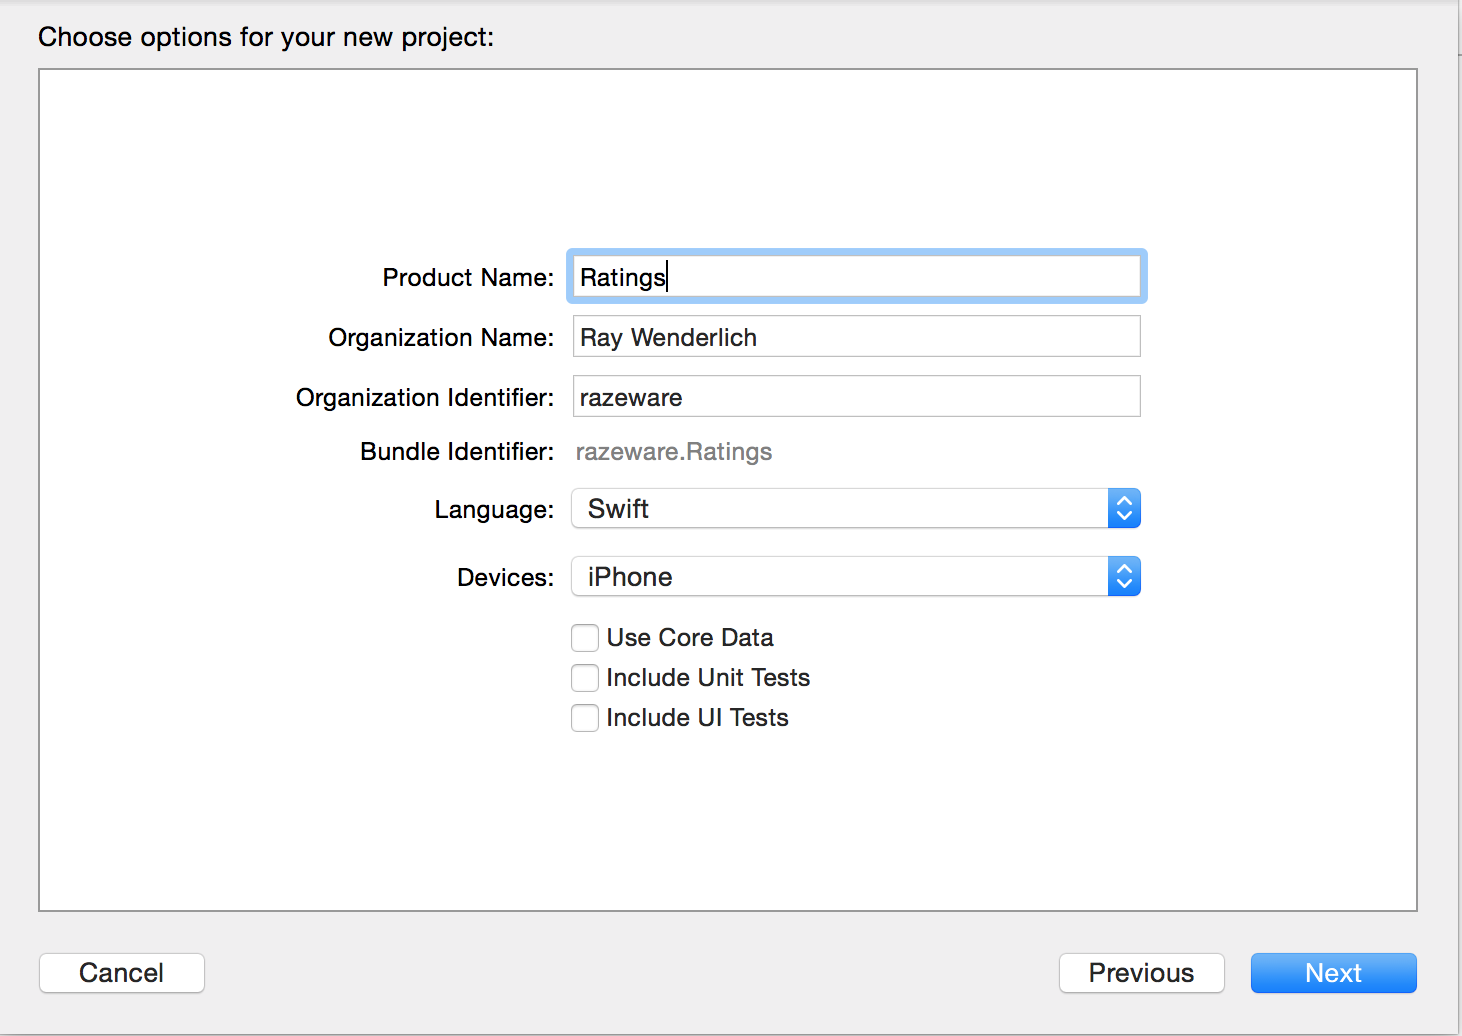 Choose options for your new project:
Product Name: Ratings
Organization Name: Ray Wenderlich
Organization Identifier: razeware
Bundle Identifier: razeware.Ratings
Language: Swift
Devices: iPhone
Use Core Data
Include Unit Tests
Include UI Tests
Cancel Previous Next